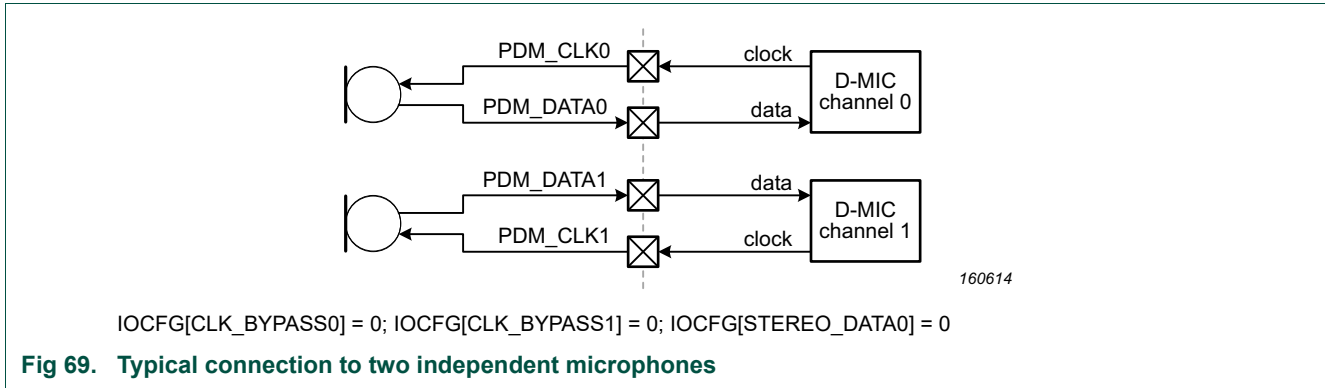 PDM_CLK0
clock
D-MIC
channel 0
PDM_DATA0
data
PDM_DATA1
data
D-MIC
channel 1
PDM_CLK1
clock
160614
IOCFG[CLK_BYPASS0] = 0; IOCFG[CLK_BYPASS1] = 0; IOCFG[STEREO_DATA0] = 0
Fig 69. Typical connection to two independent microphones